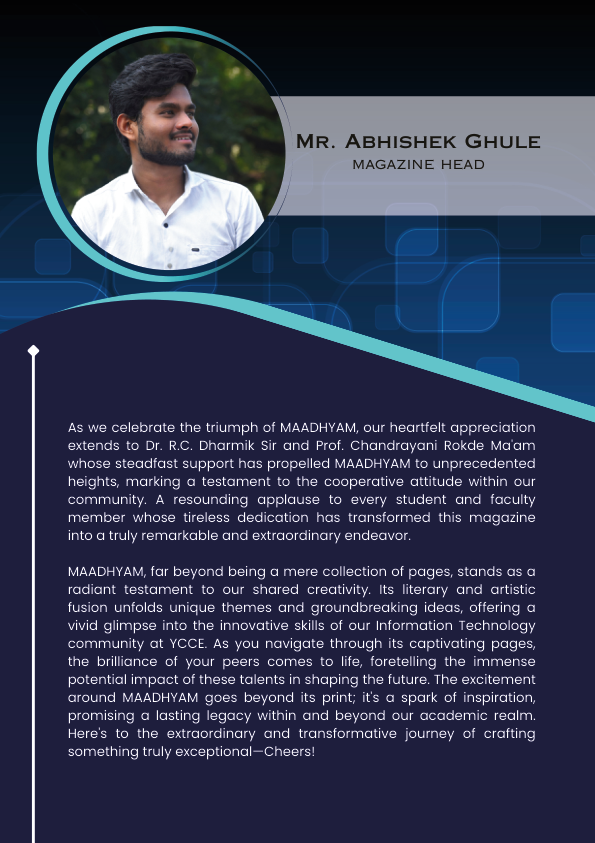 Mr. Abhishek Ghule
MAGAZINE HEAD
As we celebrate the triumph of MAADHYAM, our heartfelt appreciation
extends to Dr. R.C. Dharmik Sir and Prof. Chandrayani Rokde Ma'am
whose steadfast support has propelled MAADHYAM to unprecedented
heights, marking a testament to the cooperative attitude within our
community. A resounding applause to every student and faculty
member whose tireless dedication has transformed this magazine
into a truly remarkable and extraordinary endeavor.
MAADHYAM, far beyond being a mere collection of pages, stands as a
radiant testament to our shared creativity. Its literary and artistic
fusion unfolds unique themes and groundbreaking ideas, offering a
vivid glimpse into the innovative skills of our Information Technology
community at YCCE. As you navigate through its captivating pages,
the brilliance of your peers comes to life, foretelling the immense
potential impact of these talents in shaping the future. The excitement
around MAADHYAM goes beyond its print; it's a spark of inspiration,
promising a lasting legacy within and beyond our academic realm.
Here's to the extraordinary and transformative journey of crafting
something truly exceptional—Cheers!